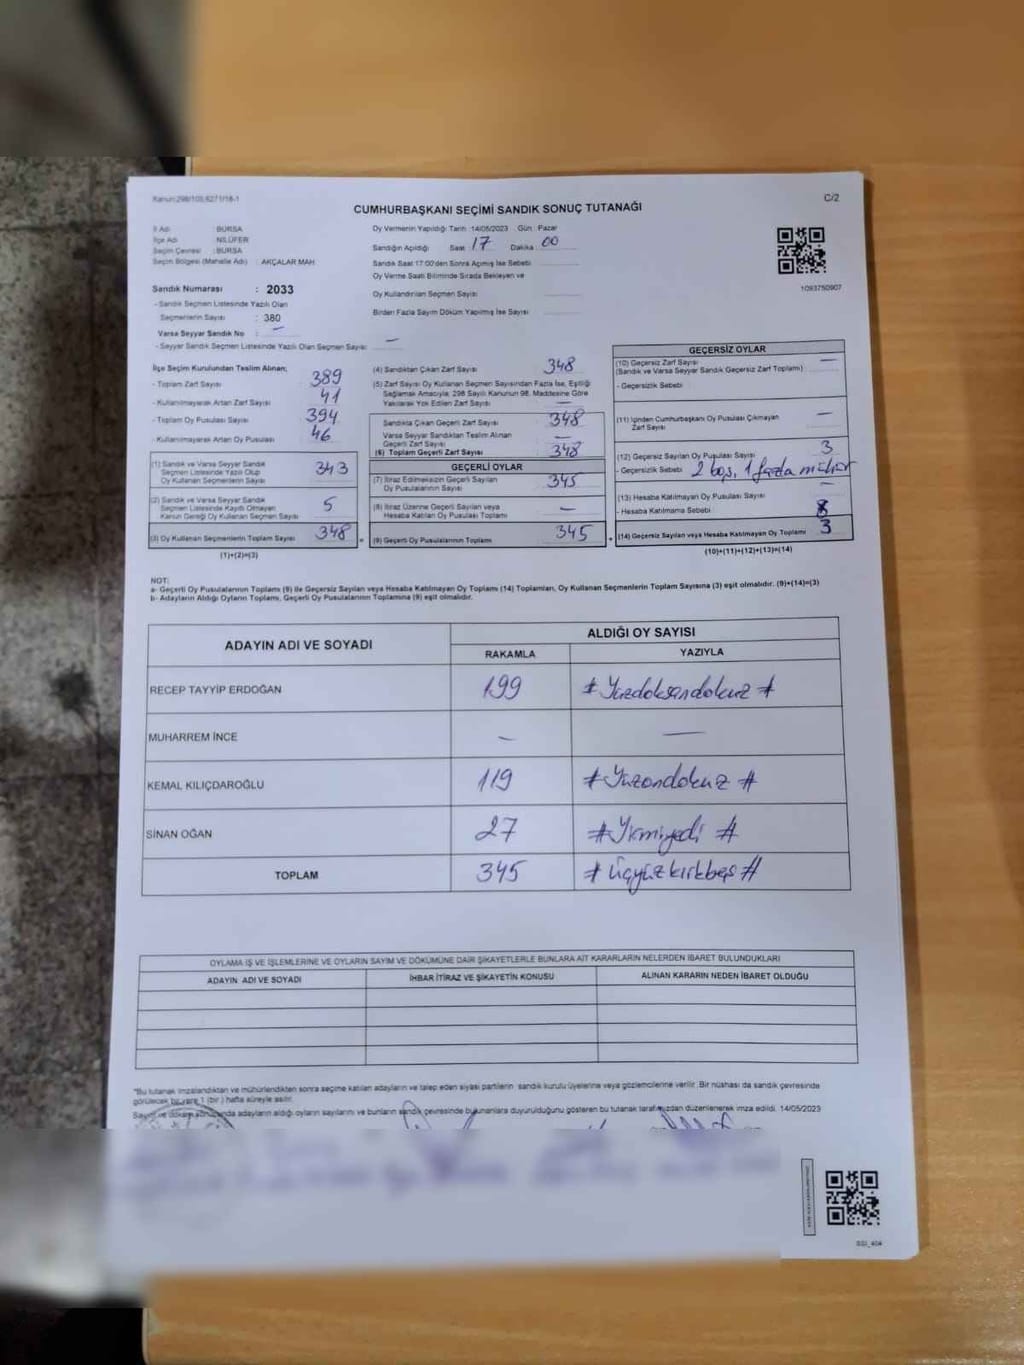 Kanun:298/103,6271/18-1
C/2
CUMHURBAŞKANI SEÇİMİ SANDIK SONUÇ TUTANAĞI
İl Adı : BURSA
İlçe Adı : NİLÜFER
Seçim Çevresi : BURSA
Seçim Bölgesi (Mahalle Adı) : AKÇALAR MAH.
Oy Vermenin Yapıldığı Tarih :14/05/2023 Gün : Pazar
Sandığın Açıldığı Saat 17 Dakika 00
Sandık Saat 17:00'den Sonra Açılmış İse Sebebi
Oy Verme Saati Bitiminde Sırada Bekleyen ve
Oy Kullandırılan Seçmen Sayısı
Birden Fazla Sayım Döküm Yapılmış İse Sayısı
1093750907
Sandık Numarası : 2033
- Sandık Seçmen Listesinde Yazılı Olan
Seçmenlerin Sayısı : 380
Varsa Seyyar Sandık No : —
- Seyyar Sandık Seçmen Listesinde Yazılı Olan Seçmen Sayısı : —
İlçe Seçim Kurulundan Teslim Alınan;
- Toplam Zarf Sayısı 389
- Kullanılmayarak Artan Zarf Sayısı 41
- Toplam Oy Pusulası 394
- Kullanılmayarak Artan Oy Pusulası 46
(1) Sandık ve Varsa Seyyar Sandık
Seçmen Listesinde Yazılı Olup
Oy Kullanan Seçmenlerin Sayısı 343
(2) Sandık ve Varsa Seyyar Sandık
Seçmen Listesinde Kayıtlı Olmayan
Kanun Gereği Oy Kullanan Seçmen Sayısı 5
(3) Oy Kullanan Seçmenlerin Toplam Sayısı 348
(1)+(2)=(3)
(4) Sandıktan Çıkan Zarf Sayısı 348
(5) Zarf Sayısı Oy Kullanan Seçmen Sayısından Fazla İse, Eşitliği
Sağlamak Amacıyla; 298 Sayılı Kanunun 98. Maddesine Göre
Yakılarak Yok Edilen Zarf Sayısı —
Sandıkta Çıkan Geçerli Zarf Sayısı 348
Varsa Seyyar Sandıktan Teslim Alınan
Geçerli Zarf Sayısı —
(6) Toplam Geçerli Zarf Sayısı 348
GEÇERLİ OYLAR
(7) İtiraz Edilmeksizin Geçerli Sayılan
Oy Pusulalarının Sayısı 345
(8) İtiraz Üzerine Geçerli Sayılan veya
Hesaba Katılan Oy Pusulası Toplamı —
(9) Geçerli Oy Pusulalarının Toplamı 345
GEÇERSİZ OYLAR
(10) Geçersiz Zarf Sayısı —
(Sandık ve Varsa Seyyar Sandık Geçersiz Zarf Toplamı)
- Geçersizlik Sebebi
(11) İçinden Cumhurbaşkanı Oy Pusulası Çıkmayan
Zarf Sayısı —
(12) Geçersiz Sayılan Oy Pusulası Sayısı 3
- Geçersizlik Sebebi 2 boş, 1 fazla mühür
(13) Hesaba Katılmayan Oy Pusulası Sayısı —
- Hesaba Katılmama Sebebi
(14) Geçersiz Sayılan veya Hesaba Katılmayan Oy Toplamı 3
(10)+(11)+(12)+(13)=(14)
NOT:
a- Geçerli Oy Pusulalarının Toplamı (9) ile Geçersiz Sayılan veya Hesaba Katılmayan Oy Toplamı (14) Toplamları, Oy Kullanan Seçmenlerin Toplam Sayısına (3) eşit olmalıdır. (9)+(14)=(3)
b- Adayların Aldığı Oyların Toplamı, Geçerli Oy Pusulalarının Toplamına (9) eşit olmalıdır.
ADAYIN ADI VE SOYADI ALDIĞI OY SAYISI
RAKAMLA YAZIYLA
RECEP TAYYİP ERDOĞAN 199 # Yüzdoksandokuz #
MUHARREM İNCE — —
KEMAL KILIÇDAROĞLU 119 # Yüzondokuz #
SİNAN OĞAN 27 # Yirmiyedi #
TOPLAM 345 # Üçyüzkırkbeş #
OYLAMA İŞ VE İŞLEMLERİNE VE OYLARIN SAYIM VE DÖKÜMÜNE DAİR ŞİKAYETLERLE BUNLARA AİT KARARLARIN NELERDEN İBARET BULUNDUKLARI
ADAYIN ADI VE SOYADI İHBAR İTİRAZ VE ŞİKAYETİN KONUSU ALINAN KARARIN NEDEN İBARET OLDUĞU
*Bu tutanak imzalandıktan ve mühürlendikten sonra seçime katılan adayların ve talep eden siyasi partilerin sandık kurulu üyelerine veya gözlemcilerine verilir. Bir nüshası da sandık çevresinde
görülecek bir yere 1 (bir) hafta süreyle asılır.
Sayım ve döküm sonucunda adayların aldığı oyların sayılarını ve bunların sandık çevresinde bulunanlara duyurulduğunu gösteren bu tutanak tarafımızdan düzenlenerek imza edildi. 14/05/2023